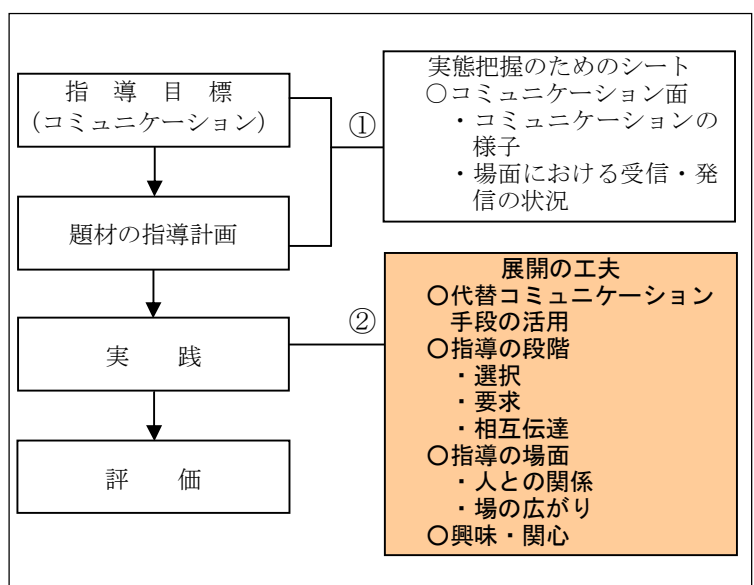 指　導　目　標
（コミュニケーション）
題材の指導計画
実　　践
評　　価
①
実態把握のためのシート
○コミュニケーション面
・コミュニケーションの
様子
・場面における受信・発
信の状況
②
展開の工夫
○代替コミュニケーション
手段の活用
○指導の段階
・選択
・要求
・相互伝達
○指導の場面
・人との関係
・場の広がり
○興味・関心